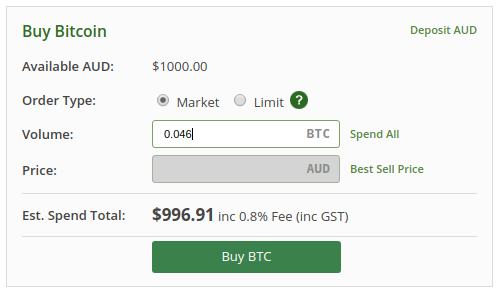 Buy Bitcoin Deposit AUD
Available AUD: $1000.00
Order Type: Market Limit ?
Volume: 0.046 BTC Spend All
Price: AUD Best Sell Price
Est. Spend Total: $996.91 inc 0.8% Fee (inc GST)
Buy BTC